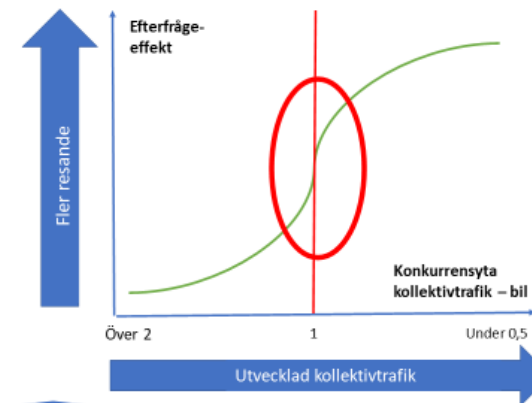 Efterfråge-
effekt
Fler resande
Konkurrensyta
kollektivtrafik – bil
Över 2
1
Under 0,5
Utvecklad kollektivtrafik